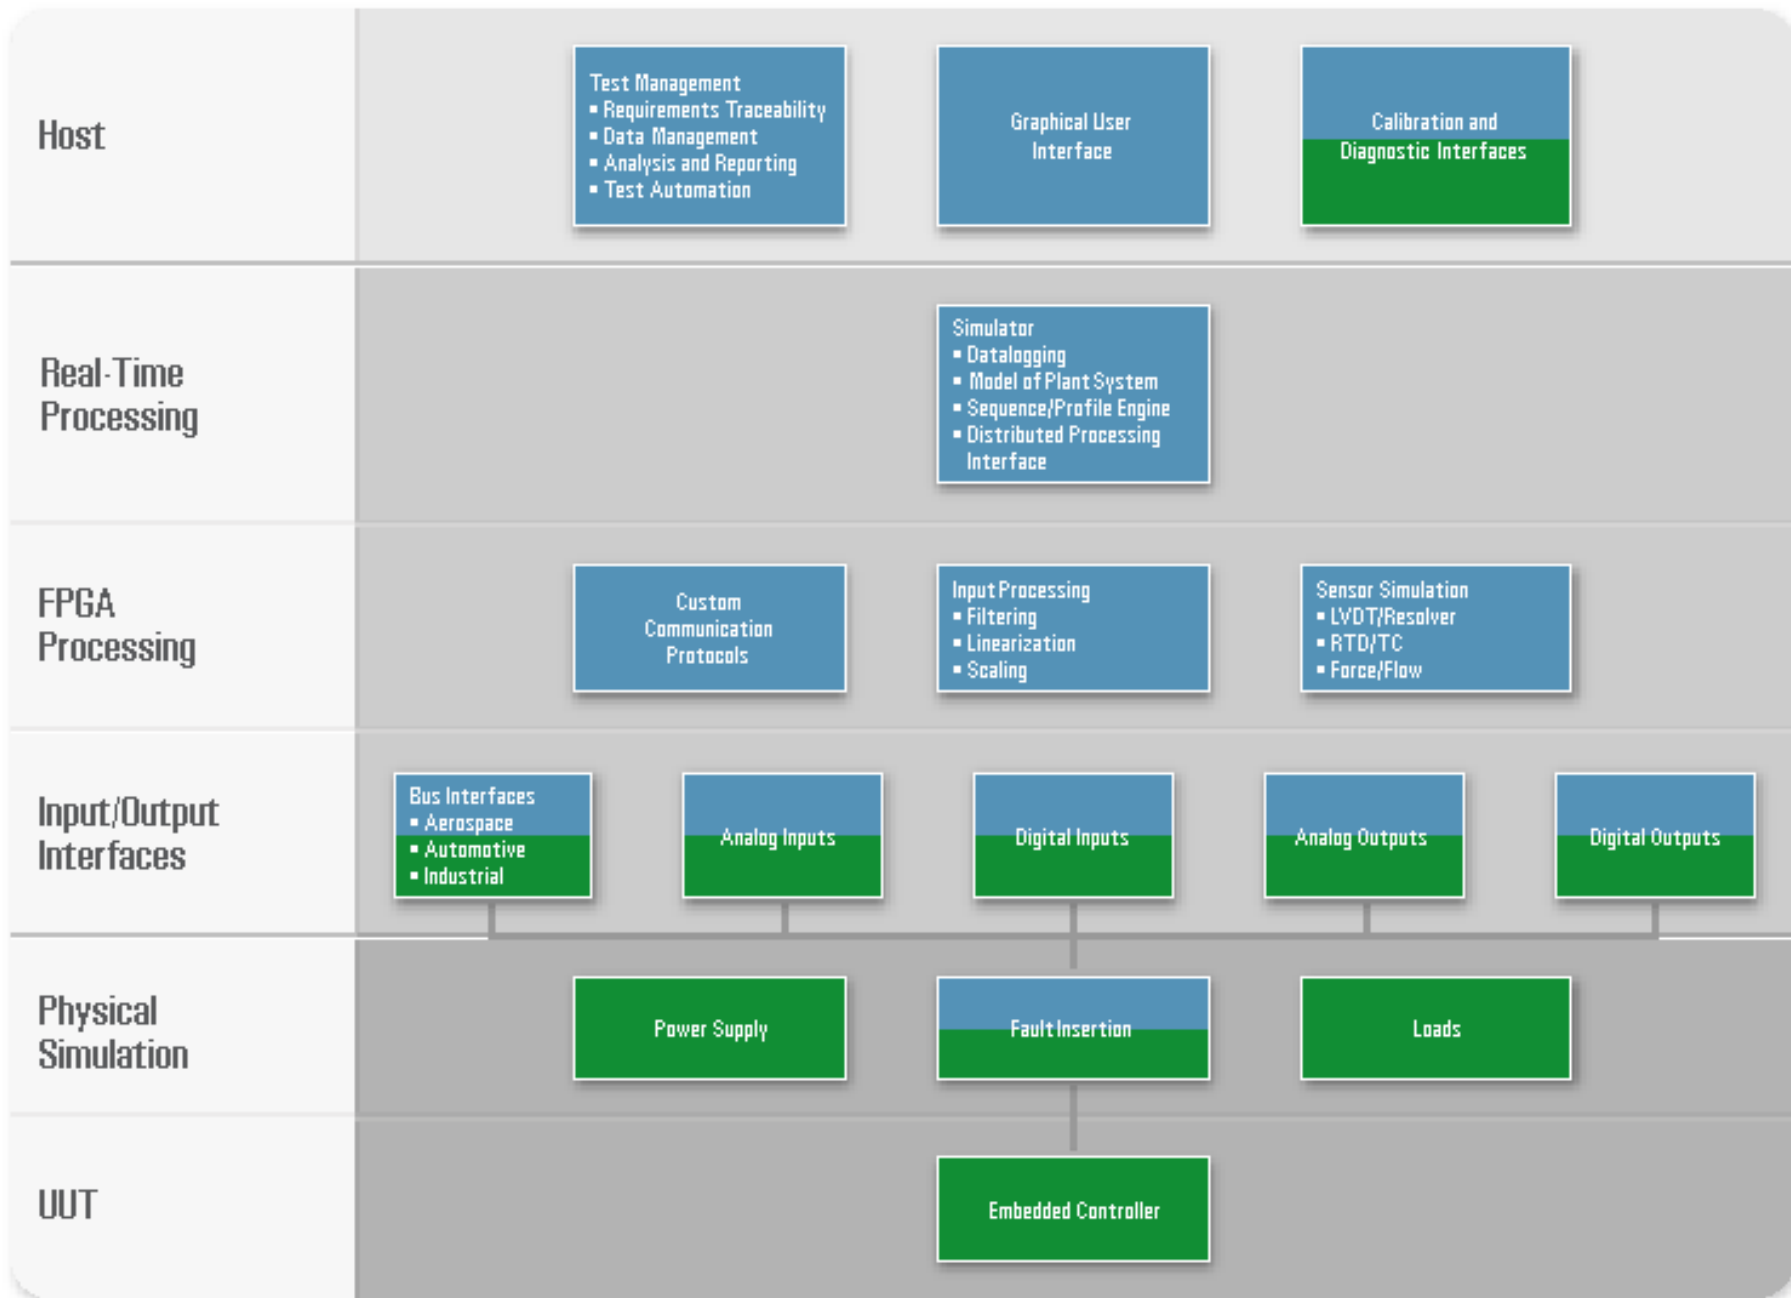 Host
Test Management
▪ Requirements Traceability
▪ Data Management
▪ Analysis and Reporting
▪ Test Automation
Graphical User
Interface
Calibration and
Diagnostic Interfaces
Real-Time
Processing
Simulator
▪ Datalogging
▪ Model of Plant System
▪ Sequence/Profile Engine
▪ Distributed Processing
Interface
FPGA
Processing
Custom
Communication
Protocols
Input Processing
▪ Filtering
▪ Linearization
▪ Scaling
Sensor Simulation
▪ LVDT/Resolver
▪ RTD/TC
▪ Force/Flow
Input/Output
Interfaces
Bus Interfaces
▪ Aerospace
▪ Automotive
▪ Industrial
Analog Inputs
Digital Inputs
Analog Outputs
Digital Outputs
Physical
Simulation
Power Supply
Fault Insertion
Loads
UUT
Embedded Controller